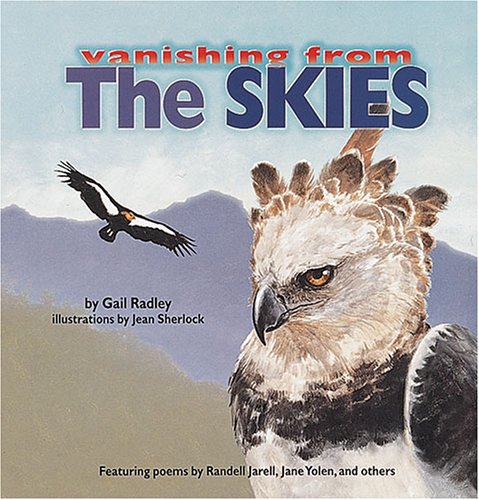 vanishing from
The SKIES
by Gail Radley
illustrations by Jean Sherlock
Featuring poems by Randell Jarell, Jane Yolen, and others